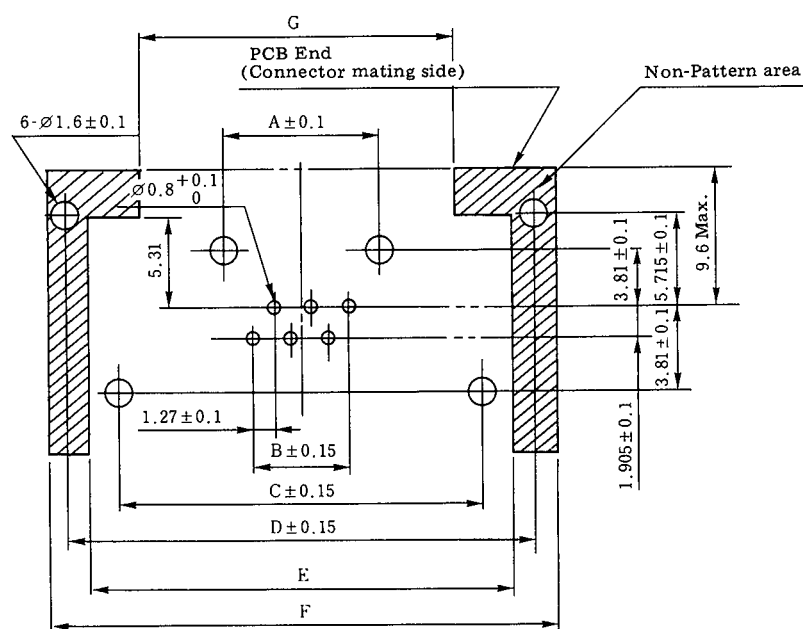 G
PCB End
(Connector mating side)
Non-Pattern area
6-⌀1.6±0.1
A±0.1
⌀0.8 +0.1
0
5.31
3.81±0.1
5.715±0.1
9.6 Max.
3.81±0.1
1.905±0.1
1.27±0.1
B±0.15
C±0.15
D±0.15
E
F